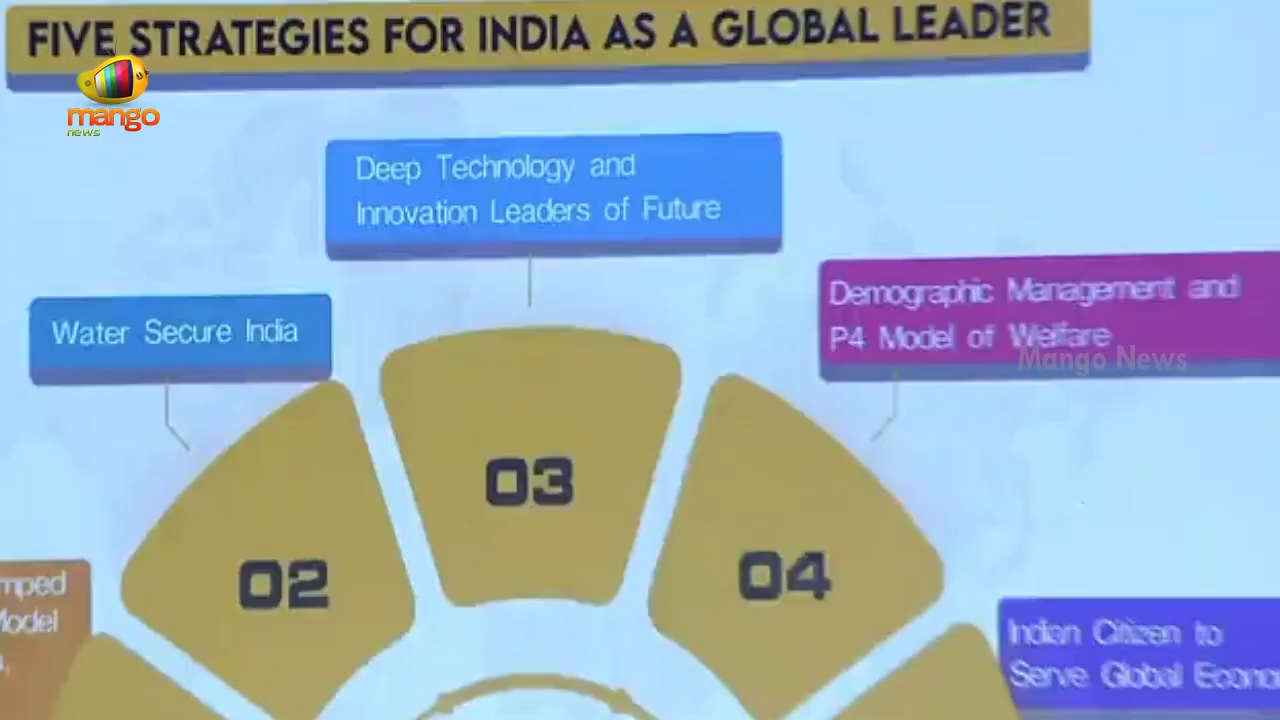 FIVE STRATEGIES FOR INDIA AS A GLOBAL LEADER
mango
news
Deep Technology and
Innovation Leaders of Future
Water Secure India
Demographic Management and
P4 Model of Welfare
Mango News
03
02
04
Model
Indian Citizen to
Serve Global